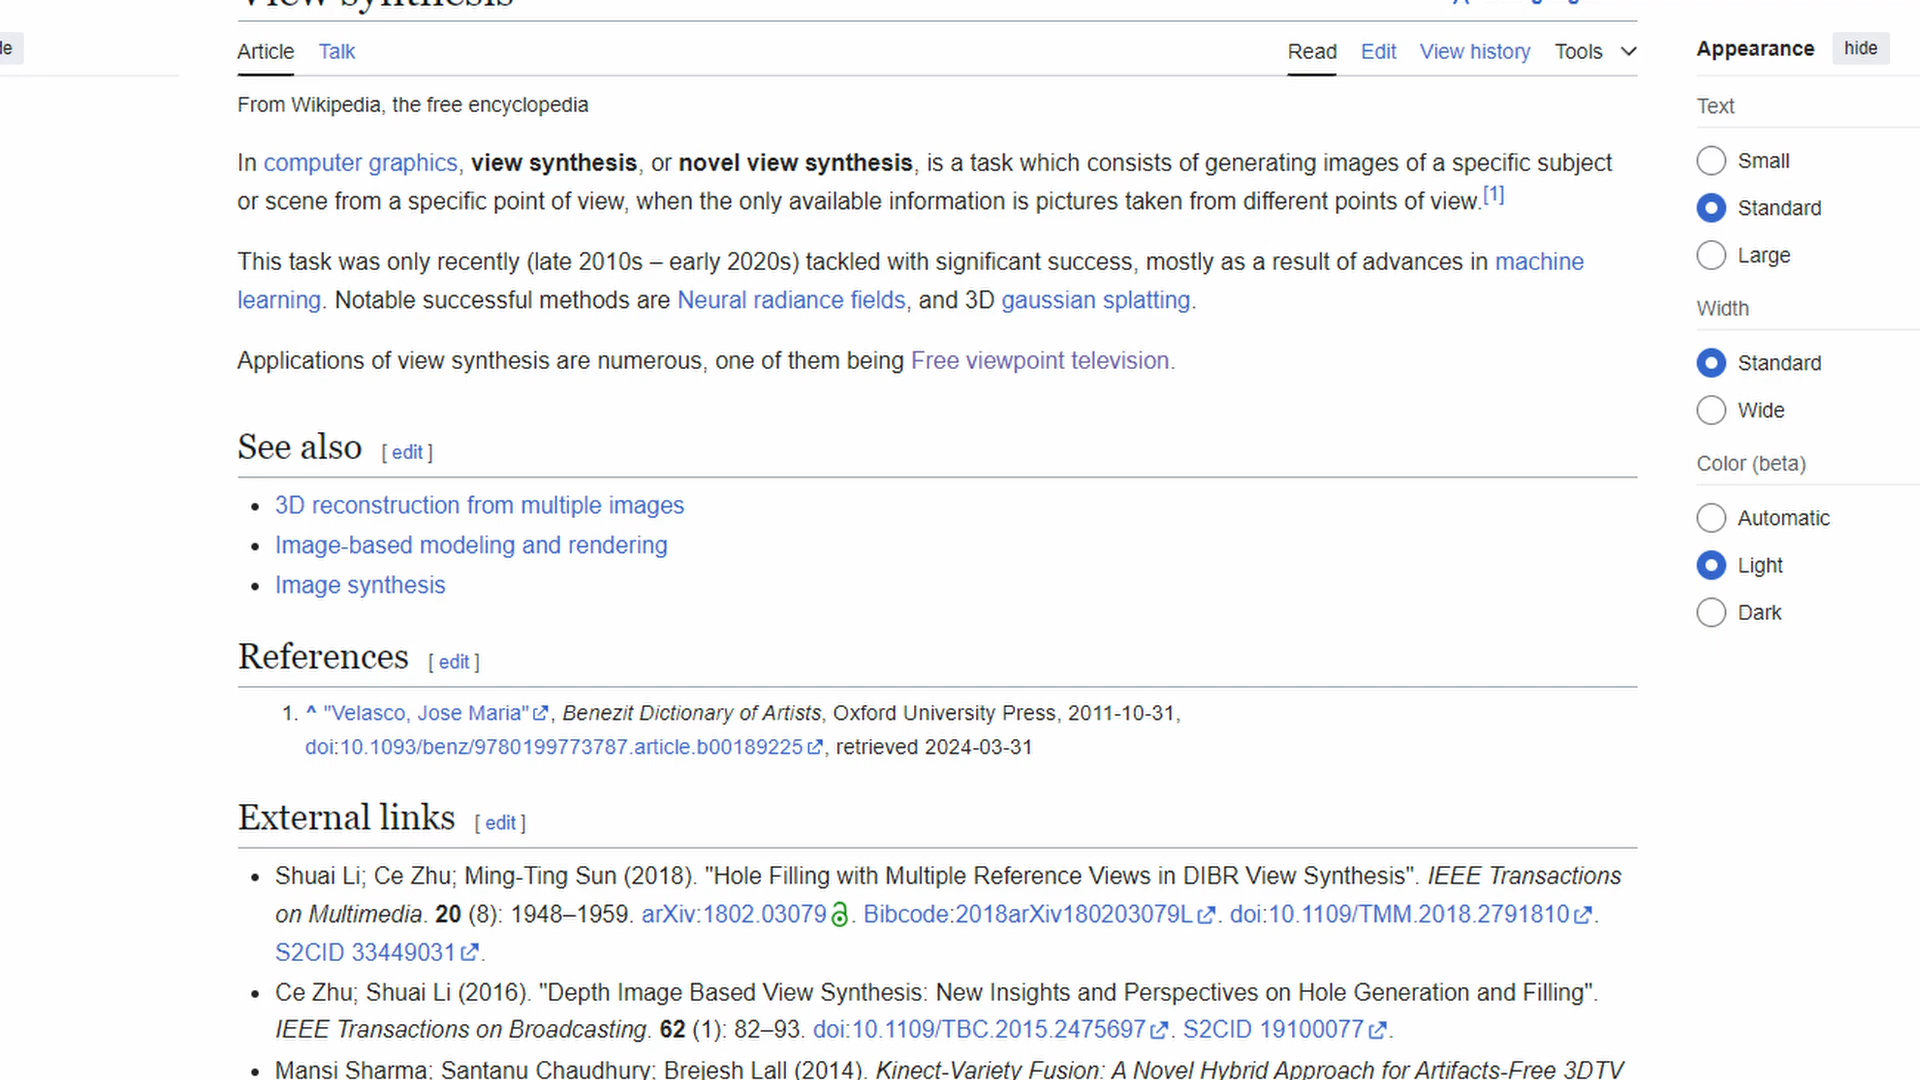 View synthesis
Article Talk Read Edit View history Tools
Appearance hide
From Wikipedia, the free encyclopedia
In computer graphics, view synthesis, or novel view synthesis, is a task which consists of generating images of a specific subject
or scene from a specific point of view, when the only available information is pictures taken from different points of view.[1]
This task was only recently (late 2010s – early 2020s) tackled with significant success, mostly as a result of advances in machine
learning. Notable successful methods are Neural radiance fields, and 3D gaussian splatting.
Applications of view synthesis are numerous, one of them being Free viewpoint television.
See also [ edit ]
• 3D reconstruction from multiple images
• Image-based modeling and rendering
• Image synthesis
References [ edit ]
1. ^ "Velasco, Jose Maria", Benezit Dictionary of Artists, Oxford University Press, 2011-10-31,
doi:10.1093/benz/9780199773787.article.b00189225, retrieved 2024-03-31
External links [ edit ]
• Shuai Li; Ce Zhu; Ming-Ting Sun (2018). "Hole Filling with Multiple Reference Views in DIBR View Synthesis". IEEE Transactions
on Multimedia. 20 (8): 1948–1959. arXiv:1802.03079. Bibcode:2018arXiv180203079L. doi:10.1109/TMM.2018.2791810.
S2CID 33449031.
• Ce Zhu; Shuai Li (2016). "Depth Image Based View Synthesis: New Insights and Perspectives on Hole Generation and Filling".
IEEE Transactions on Broadcasting. 62 (1): 82–93. doi:10.1109/TBC.2015.2475697. S2CID 19100077.
• Mansi Sharma; Santanu Chaudhury; Brejesh Lall (2014). Kinect-Variety Fusion: A Novel Hybrid Approach for Artifacts-Free 3DTV
Text
Small
Standard
Large
Width
Standard
Wide
Color (beta)
Automatic
Light
Dark